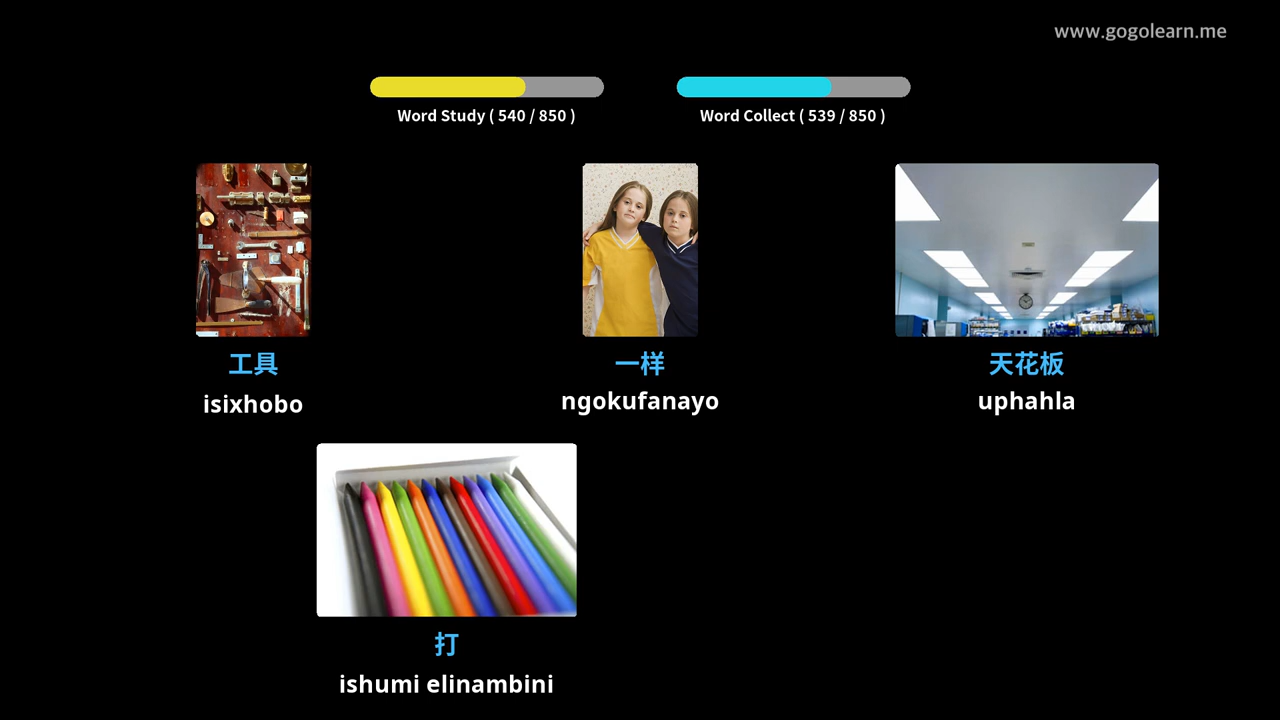 www.gogolearn.me
Word Study ( 540 / 850 )
Word Collect ( 539 / 850 )
工具
isixhobo
一样
ngokufanayo
天花板
uphahla
打
ishumi elinambini